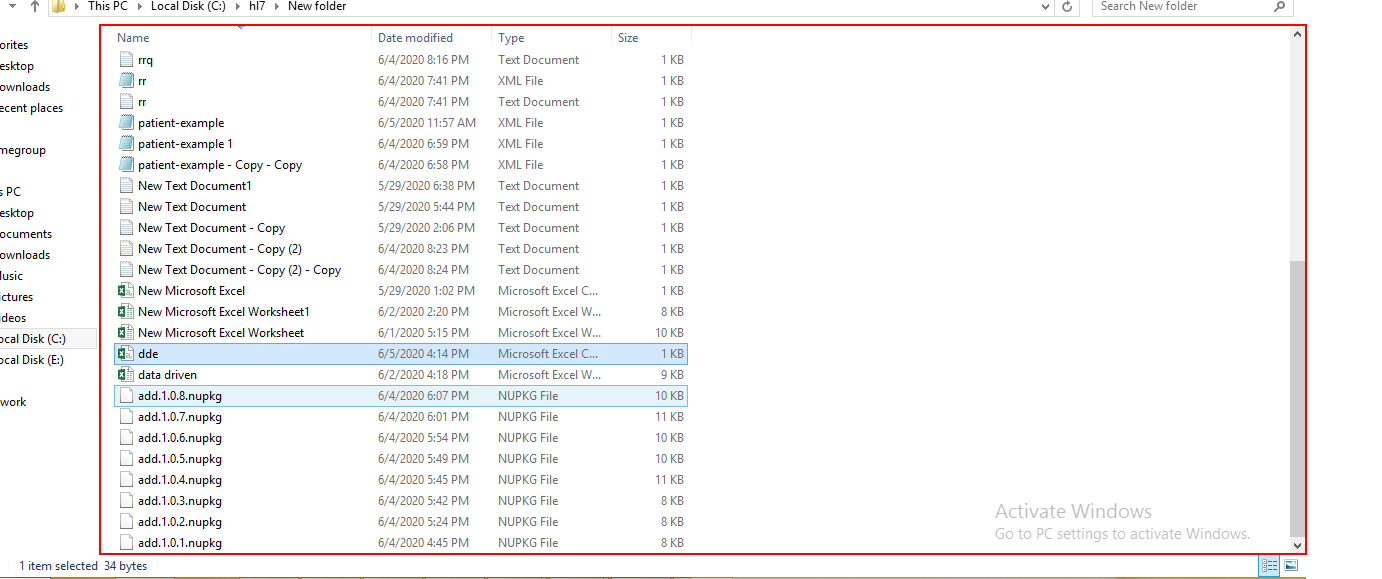 This PC Local Disk (C:) hl7 New folder Search New folder
Name Date modified Type Size
rrq 6/4/2020 8:16 PM Text Document 1 KB
rr 6/4/2020 7:41 PM XML File 1 KB
rr 6/4/2020 7:41 PM Text Document 1 KB
patient-example 6/5/2020 11:57 AM XML File 1 KB
patient-example 1 6/4/2020 6:59 PM XML File 1 KB
patient-example - Copy - Copy 6/4/2020 6:58 PM XML File 1 KB
New Text Document1 5/29/2020 6:38 PM Text Document 1 KB
New Text Document 5/29/2020 5:44 PM Text Document 1 KB
New Text Document - Copy 5/29/2020 2:06 PM Text Document 1 KB
New Text Document - Copy (2) 6/4/2020 8:23 PM Text Document 1 KB
New Text Document - Copy (2) - Copy 6/4/2020 8:24 PM Text Document 1 KB
New Microsoft Excel 5/29/2020 1:02 PM Microsoft Excel C... 1 KB
New Microsoft Excel Worksheet1 6/2/2020 2:20 PM Microsoft Excel W... 8 KB
New Microsoft Excel Worksheet 6/1/2020 5:15 PM Microsoft Excel W... 10 KB
dde 6/5/2020 4:14 PM Microsoft Excel C... 1 KB
data driven 6/2/2020 4:18 PM Microsoft Excel W... 9 KB
add.1.0.8.nupkg 6/4/2020 6:07 PM NUPKG File 10 KB
add.1.0.7.nupkg 6/4/2020 6:01 PM NUPKG File 11 KB
add.1.0.6.nupkg 6/4/2020 5:54 PM NUPKG File 10 KB
add.1.0.5.nupkg 6/4/2020 5:49 PM NUPKG File 10 KB
add.1.0.4.nupkg 6/4/2020 5:45 PM NUPKG File 11 KB
add.1.0.3.nupkg 6/4/2020 5:42 PM NUPKG File 8 KB
add.1.0.2.nupkg 6/4/2020 5:24 PM NUPKG File 8 KB
add.1.0.1.nupkg 6/4/2020 4:45 PM NUPKG File 8 KB
orites
esktop
ownloads
ecent places
megroup
s PC
esktop
ocuments
ownloads
usic
ictures
ideos
ocal Disk (C:)
ocal Disk (E:)
work
Activate Windows
Go to PC settings to activate Windows.
1 item selected 34 bytes